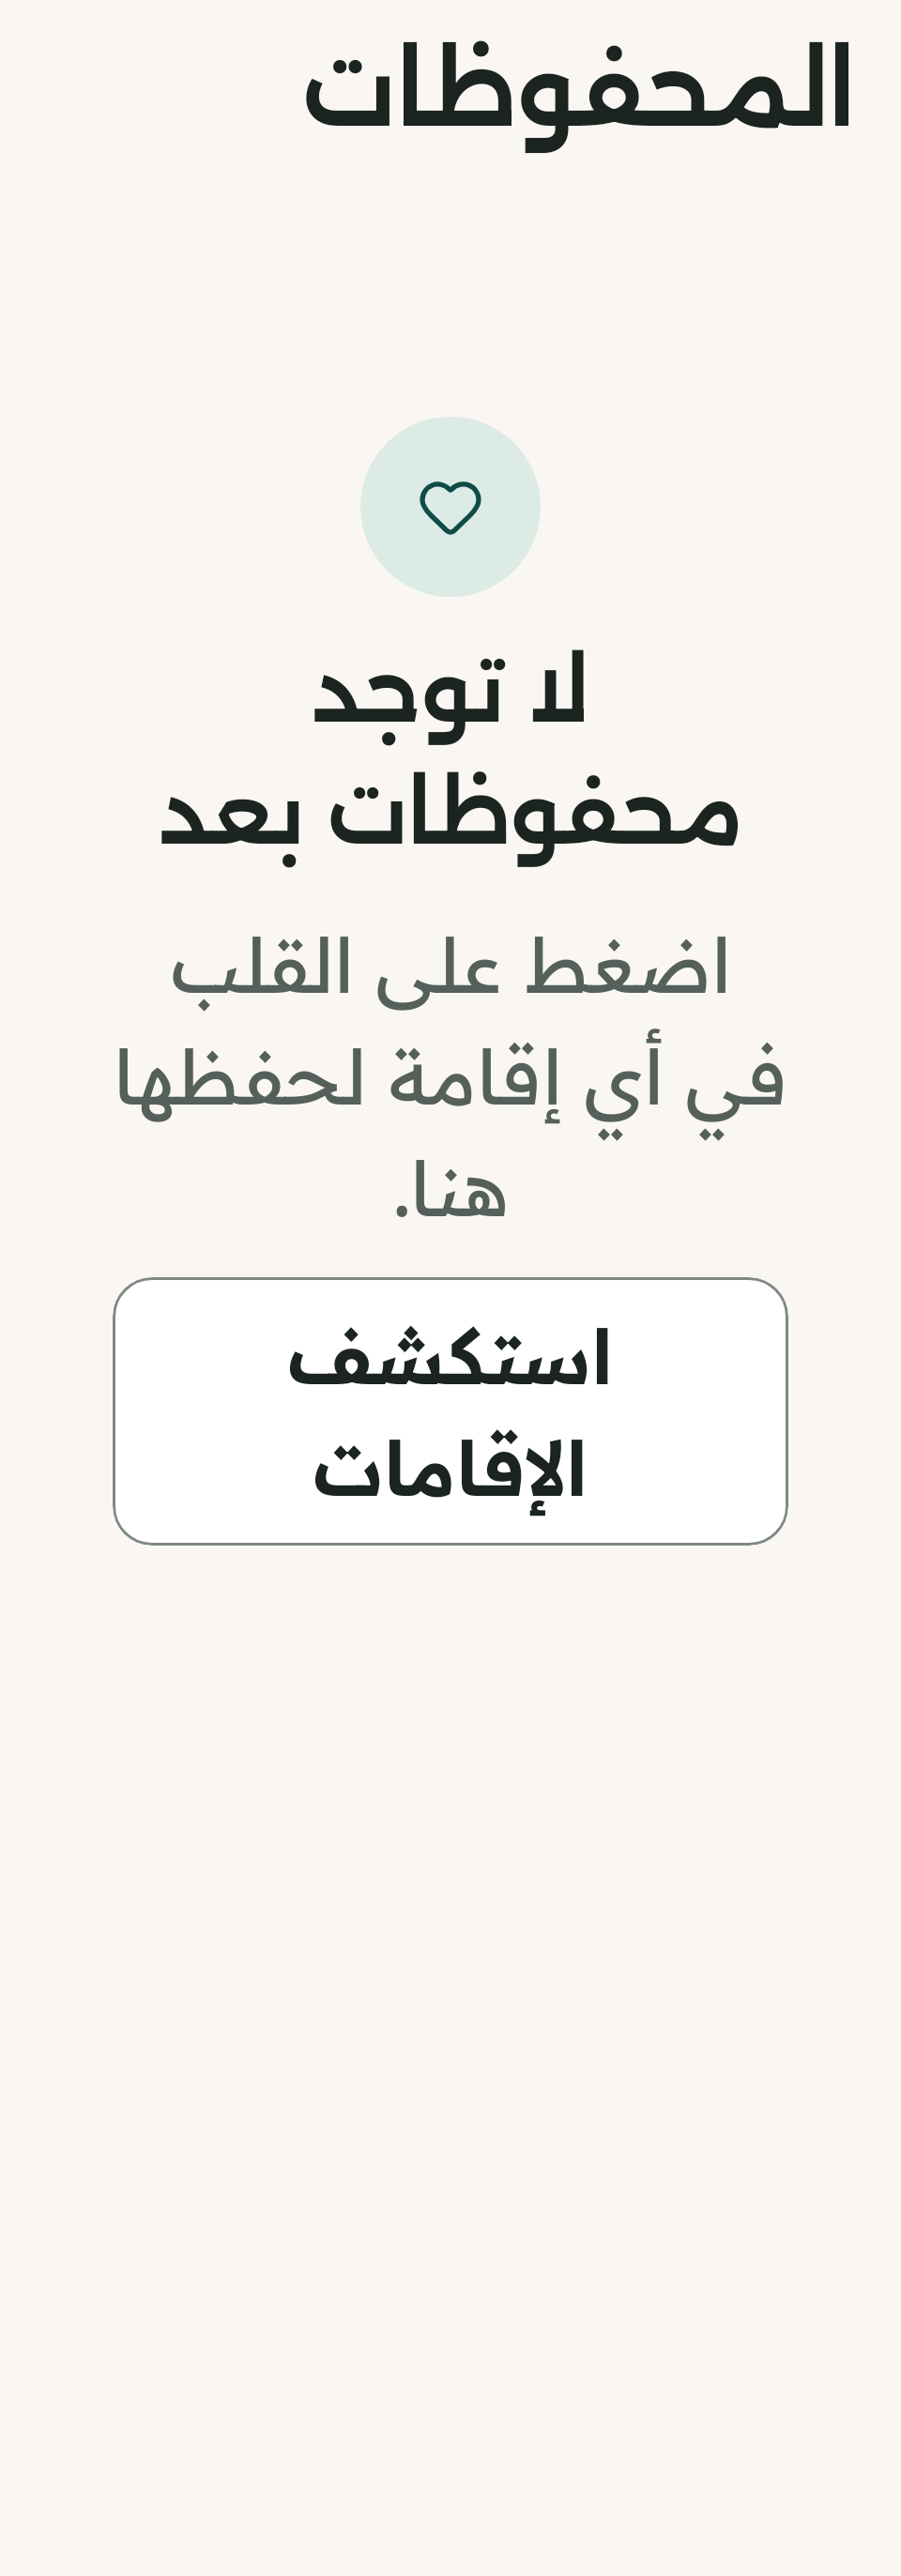 المحفوظات
لا توجد
محفوظات بعد
اضغط على القلب
في أي إقامة لحفظها
هنا.
استكشف
الإقامات